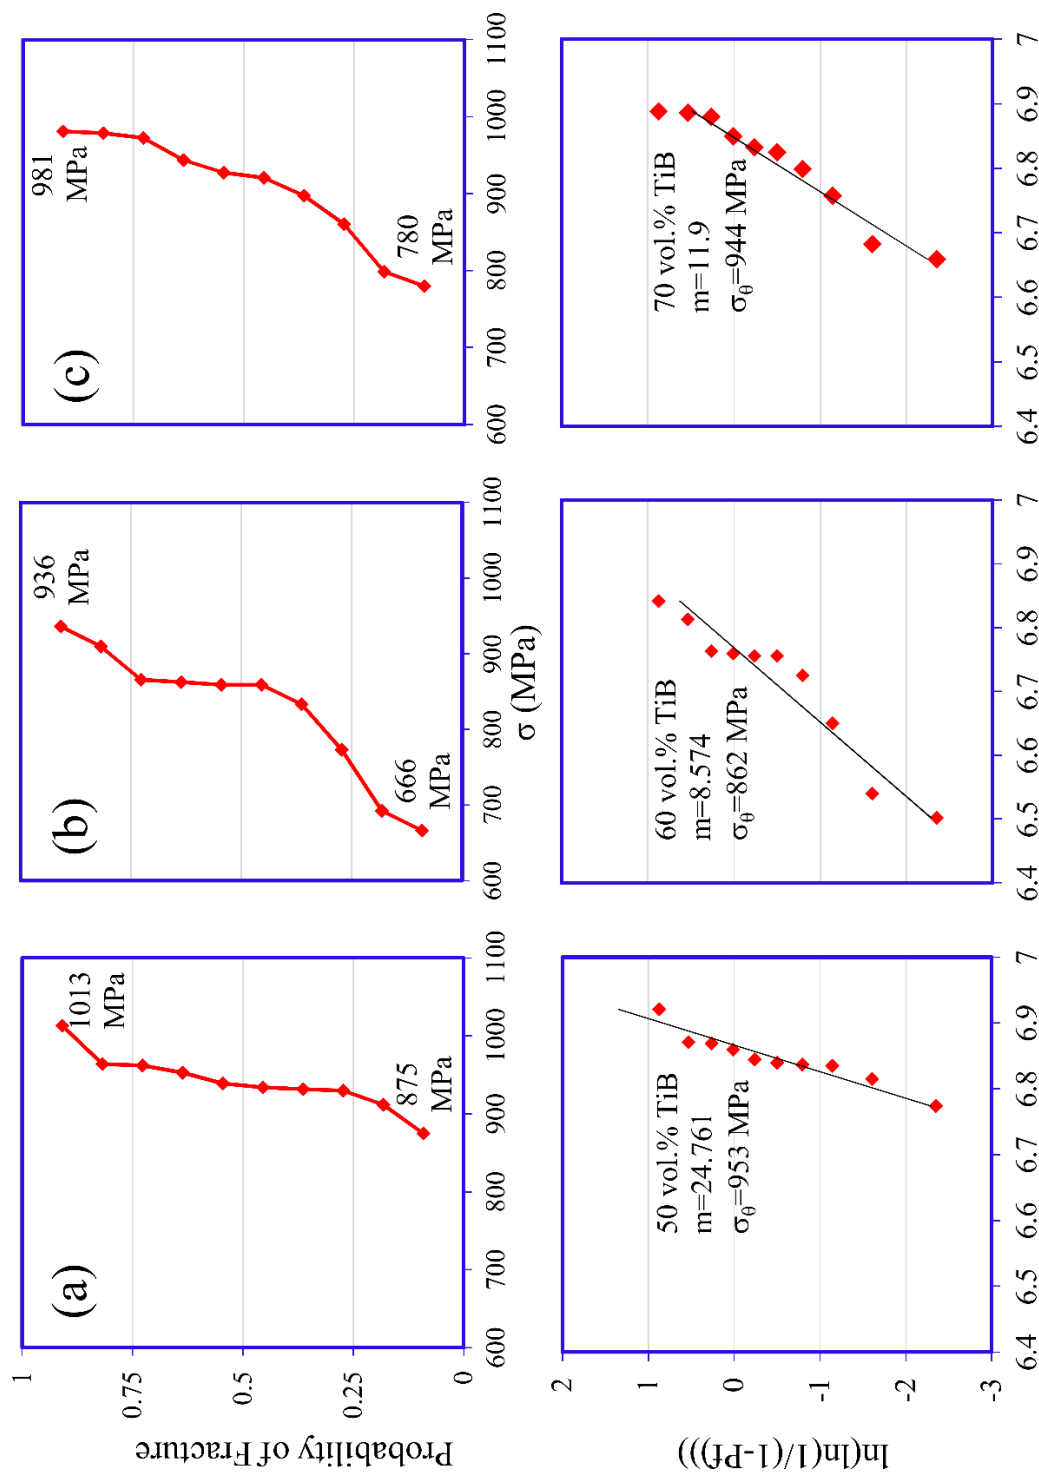 (a)
(b)
(c)
Probability of Fracture
1
0.75
0.5
0.25
0
1013
MPa
875
MPa
936
MPa
666
MPa
981
MPa
780
MPa
600
700
800
900
1000
1100
600
700
800
900
1000
1100
600
700
800
900
1000
1100
σ (MPa)
ln(ln(1/(1-Pf))))
2
1
0
-1
-2
-3
50 vol.% TiB
m=24.761
σθ=953 MPa
60 vol.% TiB
m=8.574
σθ=862 MPa
70 vol.% TiB
m=11.9
σθ=944 MPa
6.4
6.5
6.6
6.7
6.8
6.9
7
6.4
6.5
6.6
6.7
6.8
6.9
7
6.4
6.5
6.6
6.7
6.8
6.9
7